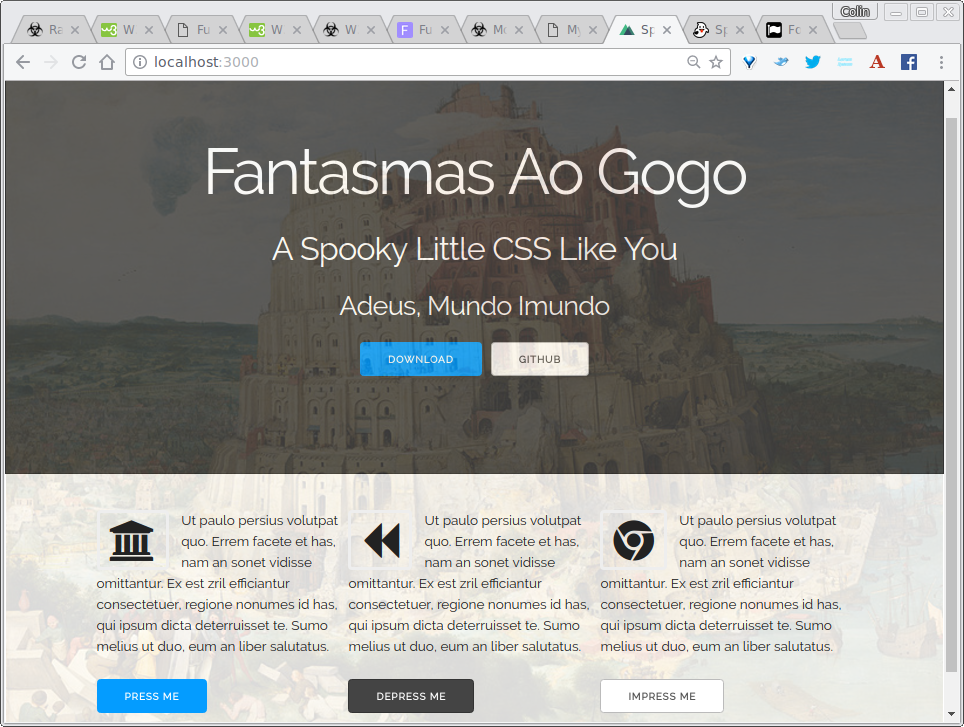 Colin
Ra W Fu W W Fu Mo My Sp Sp Fo
localhost:3000
Fantasmas Ao Gogo
A Spooky Little CSS Like You
Adeus, Mundo Imundo
DOWNLOAD GITHUB
Ut paulo persius volutpat
quo. Errem facete et has,
nam an sonet vidisse
omittantur. Ex est zril efficiantur
consectetuer, regione nonumes id has,
qui ipsum dicta deterruisset te. Sumo
melius ut duo, eum an liber salutatus.
PRESS ME
Ut paulo persius volutpat
quo. Errem facete et has,
nam an sonet vidisse
omittantur. Ex est zril efficiantur
consectetuer, regione nonumes id has,
qui ipsum dicta deterruisset te. Sumo
melius ut duo, eum an liber salutatus.
DEPRESS ME
Ut paulo persius volutpat
quo. Errem facete et has,
nam an sonet vidisse
omittantur. Ex est zril efficiantur
consectetuer, regione nonumes id has,
qui ipsum dicta deterruisset te. Sumo
melius ut duo, eum an liber salutatus.
IMPRESS ME